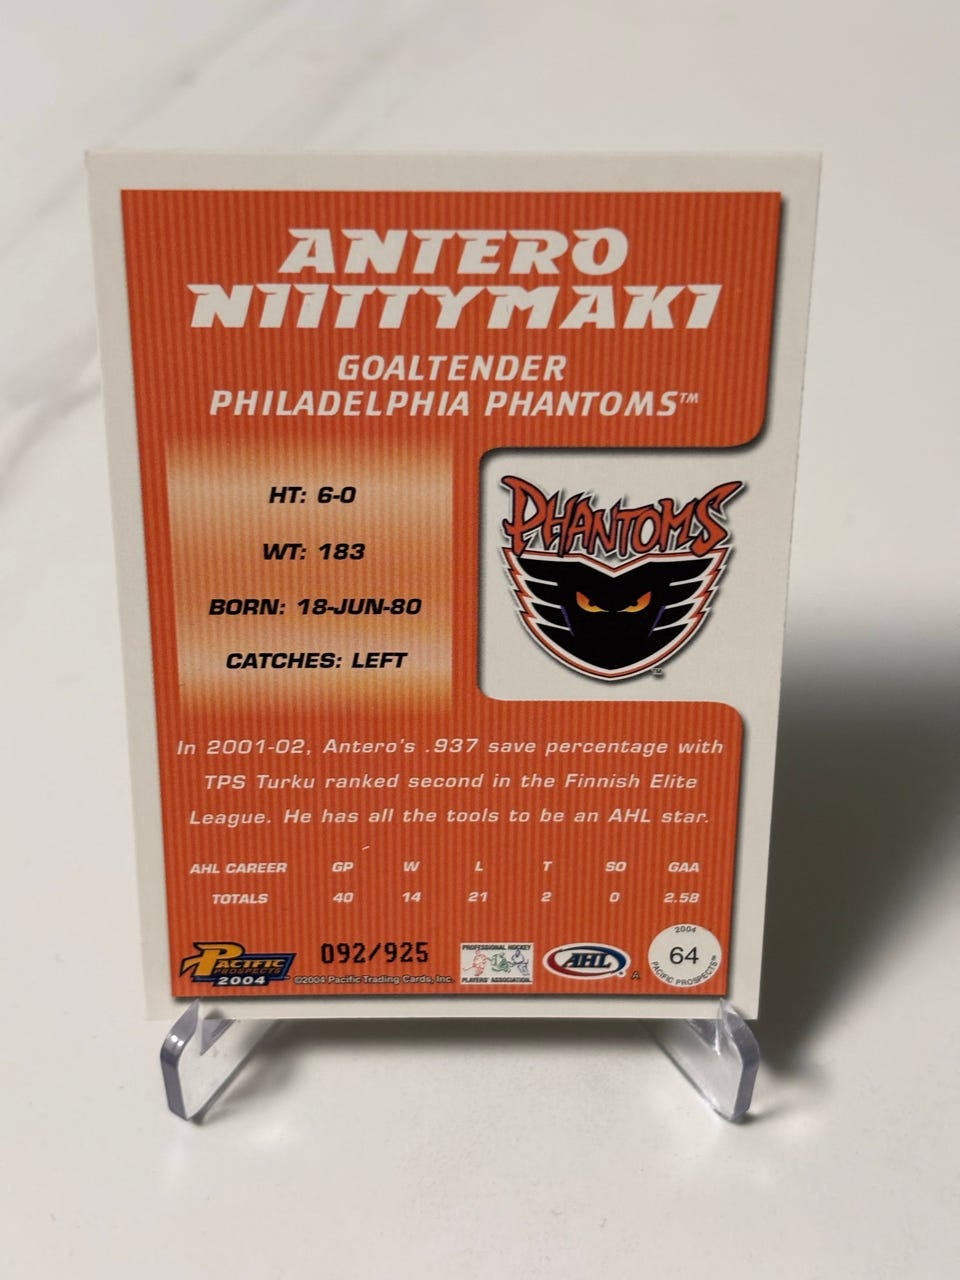 ANTERO
NIITTYMAKI
GOALTENDER
PHILADELPHIA PHANTOMS™
HT: 6-0
WT: 183
BORN: 18-JUN-80
CATCHES: LEFT
PHANTOMS
™
In 2001-02, Antero's .937 save percentage with
TPS Turku ranked second in the Finnish Elite
League. He has all the tools to be an AHL star.
AHL CAREER GP W L T SO GAA
TOTALS 40 14 21 2 0 2.58
PACIFIC
PROSPECTS
2004
092/925
©2004 Pacific Trading Cards, Inc.
PROFESSIONAL HOCKEY
PLAYERS' ASSOCIATION
AHL
A
2004
64
PACIFIC PROSPECTS™